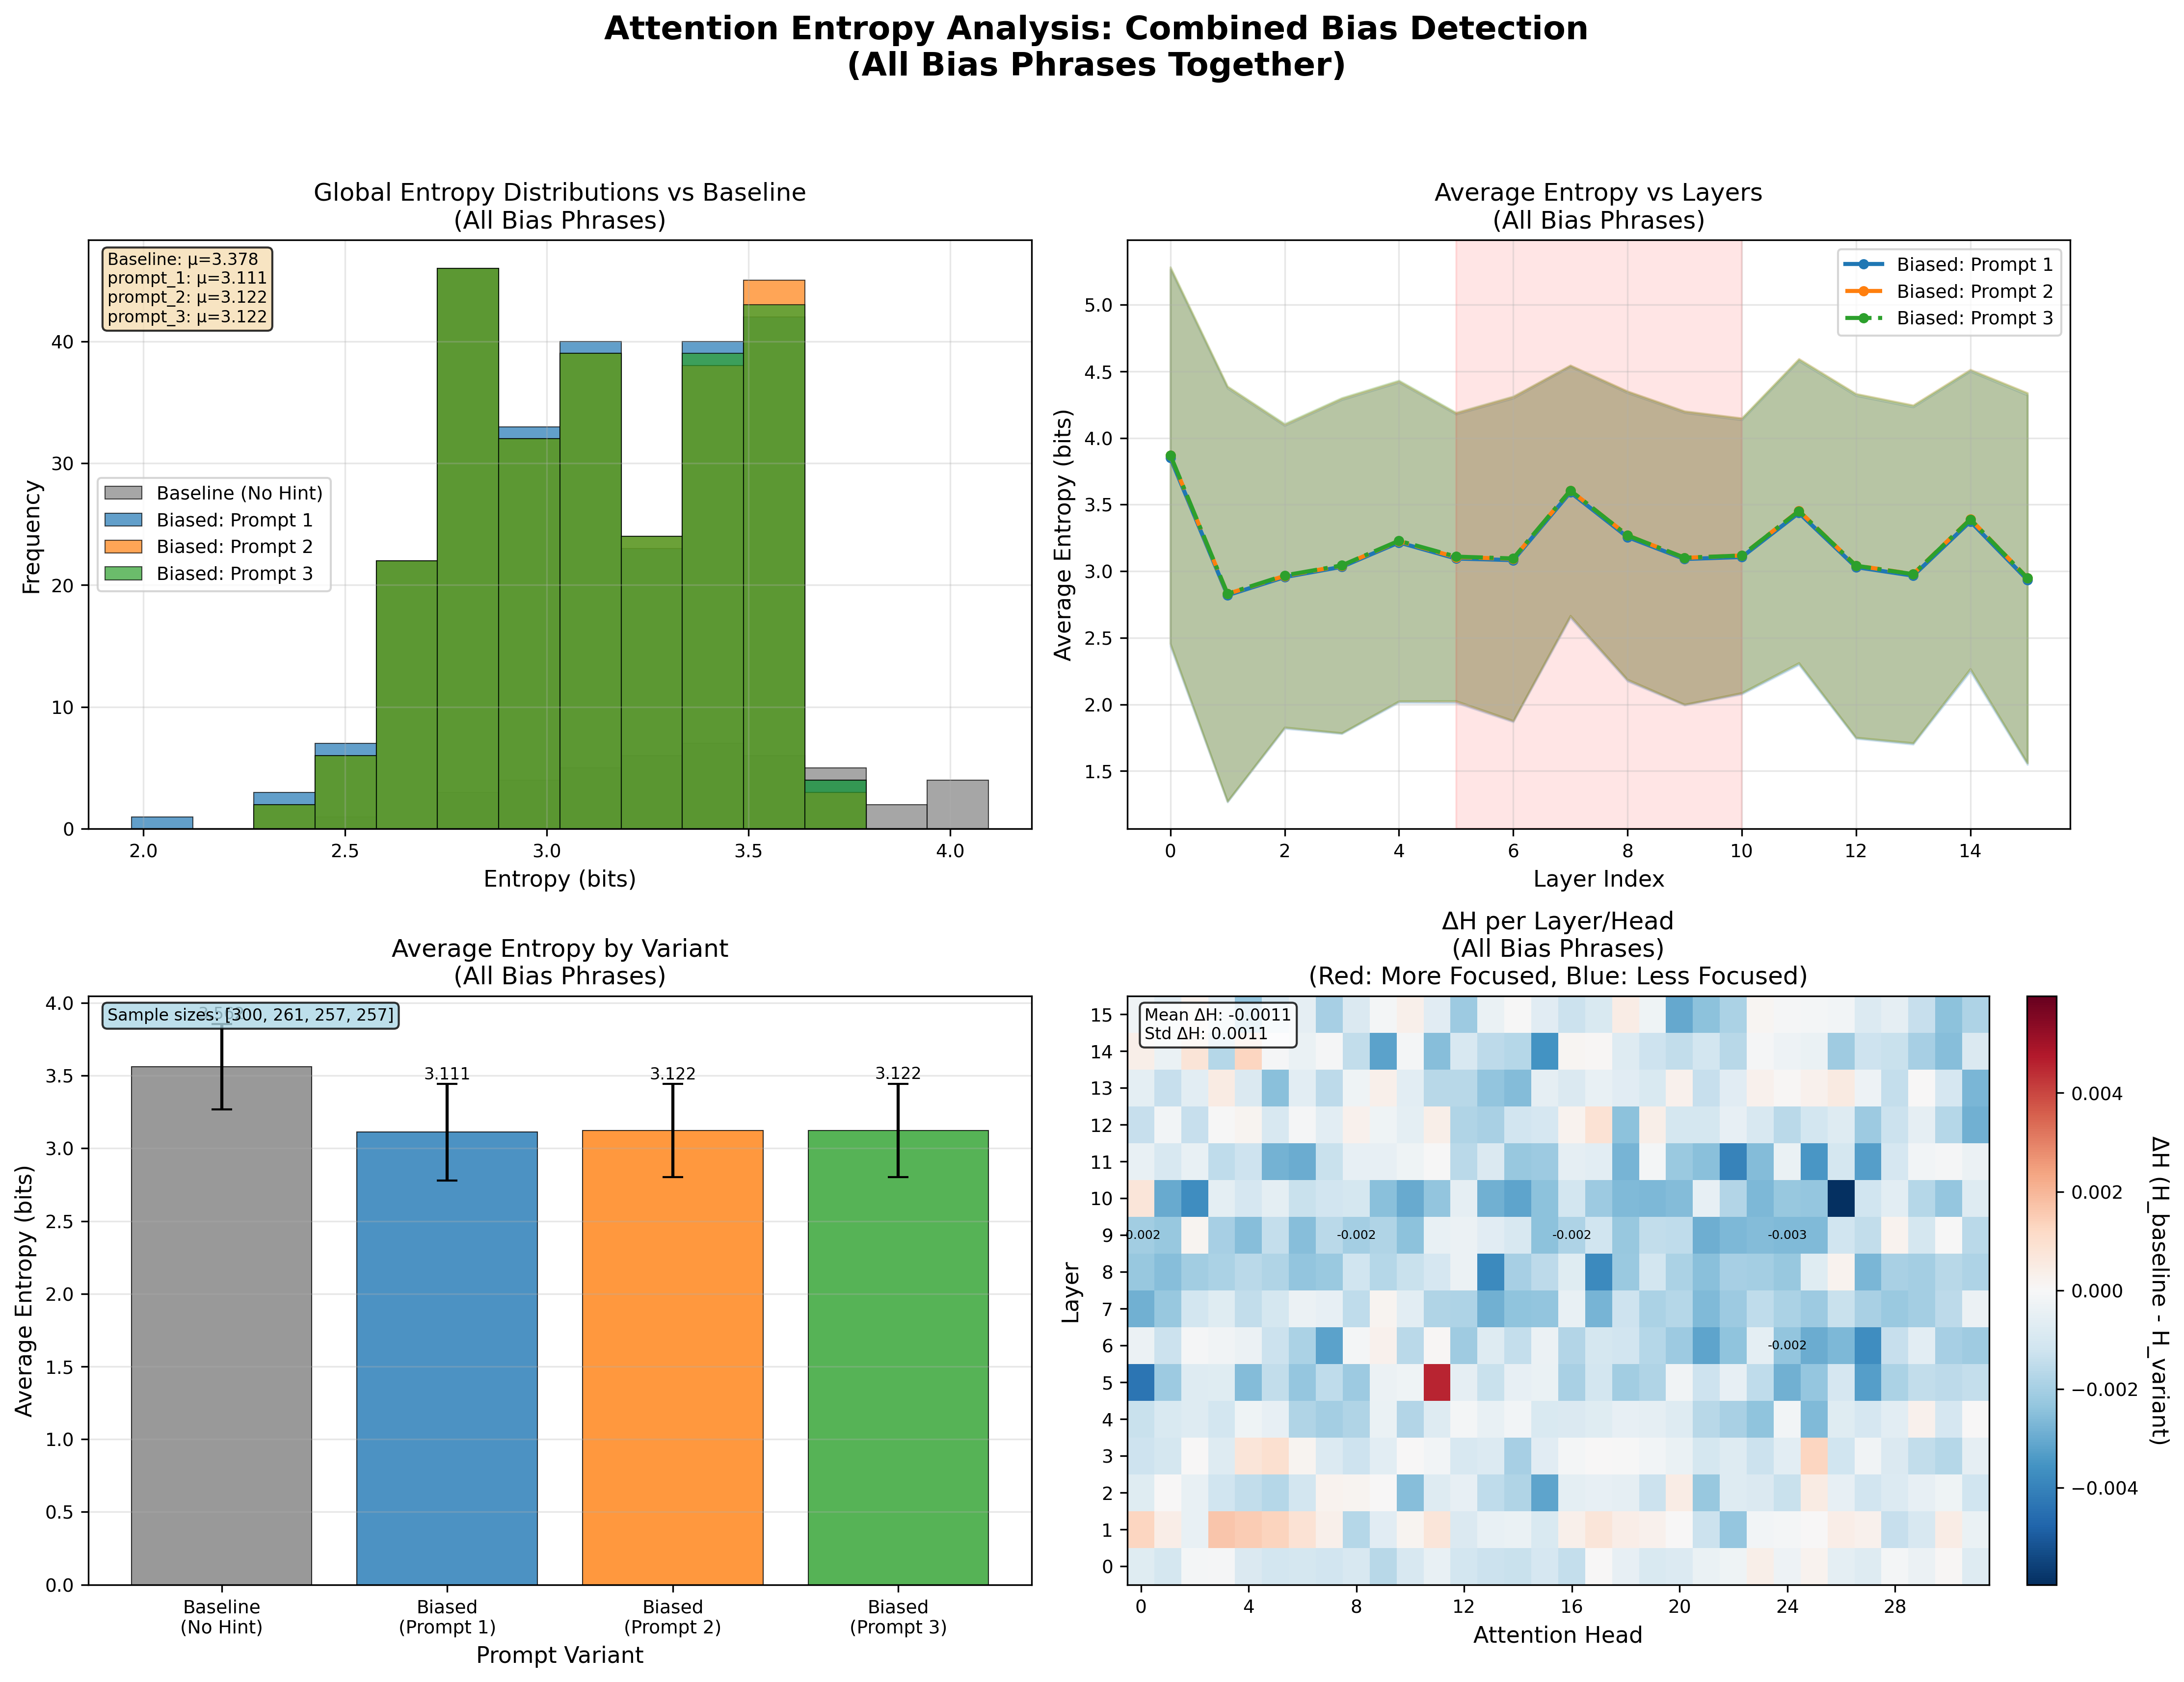 Attention Entropy Analysis: Combined Bias Detection
(All Bias Phrases Together)
Global Entropy Distributions vs Baseline
(All Bias Phrases)
Baseline: μ=3.378
prompt_1: μ=3.111
prompt_2: μ=3.122
prompt_3: μ=3.122
Baseline (No Hint)
Biased: Prompt 1
Biased: Prompt 2
Biased: Prompt 3
Frequency
0
10
20
30
40
2.0
2.5
3.0
3.5
4.0
Entropy (bits)
Average Entropy vs Layers
(All Bias Phrases)
Biased: Prompt 1
Biased: Prompt 2
Biased: Prompt 3
Average Entropy (bits)
5.0
4.5
4.0
3.5
3.0
2.5
2.0
1.5
0
2
4
6
8
10
12
14
Layer Index
Average Entropy by Variant
(All Bias Phrases)
Sample sizes: [300, 261, 257, 257]
3.111
3.122
3.122
Average Entropy (bits)
4.0
3.5
3.0
2.5
2.0
1.5
1.0
0.5
0.0
Baseline
(No Hint)
Biased
(Prompt 1)
Biased
(Prompt 2)
Biased
(Prompt 3)
Prompt Variant
ΔH per Layer/Head
(All Bias Phrases)
(Red: More Focused, Blue: Less Focused)
Mean ΔH: -0.0011
Std ΔH: 0.0011
Layer
15
14
13
12
11
10
9
8
7
6
5
4
3
2
1
0
0.002
-0.002
-0.002
-0.003
-0.002
0
4
8
12
16
20
24
28
Attention Head
0.004
0.002
0.000
−0.002
−0.004
ΔH (H_baseline - H_variant)